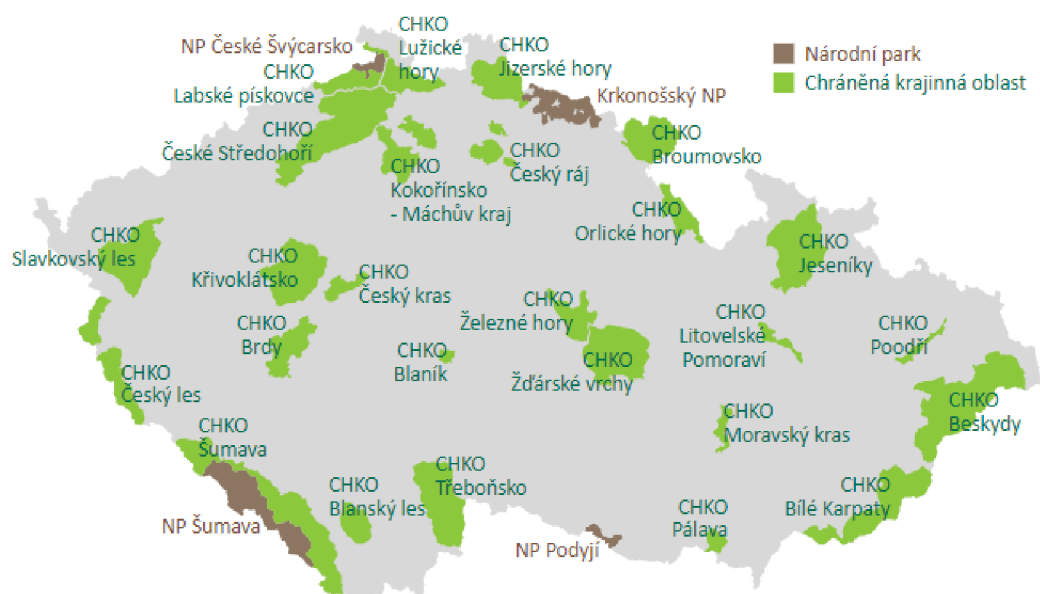 NP České Švýcarsko
CHKO
Lužické
hory
CHKO
Jizerské hory
Národní park
Chráněná krajinná oblast
CHKO
Labské pískovce
Krkonošský NP
CHKO
České Středohoří
CHKO
Kokořínsko
- Máchův kraj
CHKO
Český ráj
CHKO
Broumovsko
CHKO
Orlické hory
CHKO
Slavkovský les
CHKO
Křivoklátsko
CHKO
Český kras
CHKO
Jeseníky
CHKO
Brdy
CHKO
Blaník
CHKO
Železné hory
CHKO
Žďárské vrchy
CHKO
Litovelské
Pomoraví
CHKO
Poodří
CHKO
Český les
CHKO
Beskydy
CHKO
Šumava
CHKO
Moravský kras
CHKO
Třeboňsko
CHKO
Blanský les
NP Šumava
NP Podyjí
CHKO
Pálava
CHKO
Bílé Karpaty